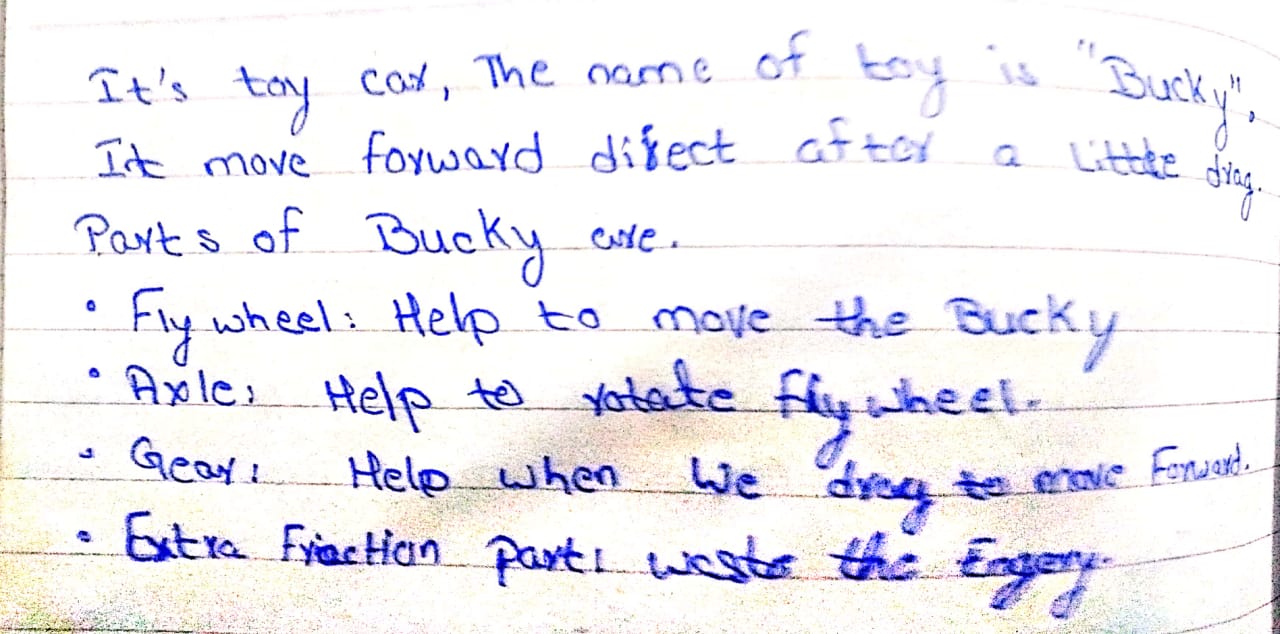 It's toy car, The name of toy is "Bucky".
It move forward direct after a little drag.
Parts of Bucky are.
• Fly wheel: Help to move the Bucky
• Axle: Help to rotate fly wheel.
• Gear: Help when we drag to move Forward.
• Extra Friaction part: waste the Engery.